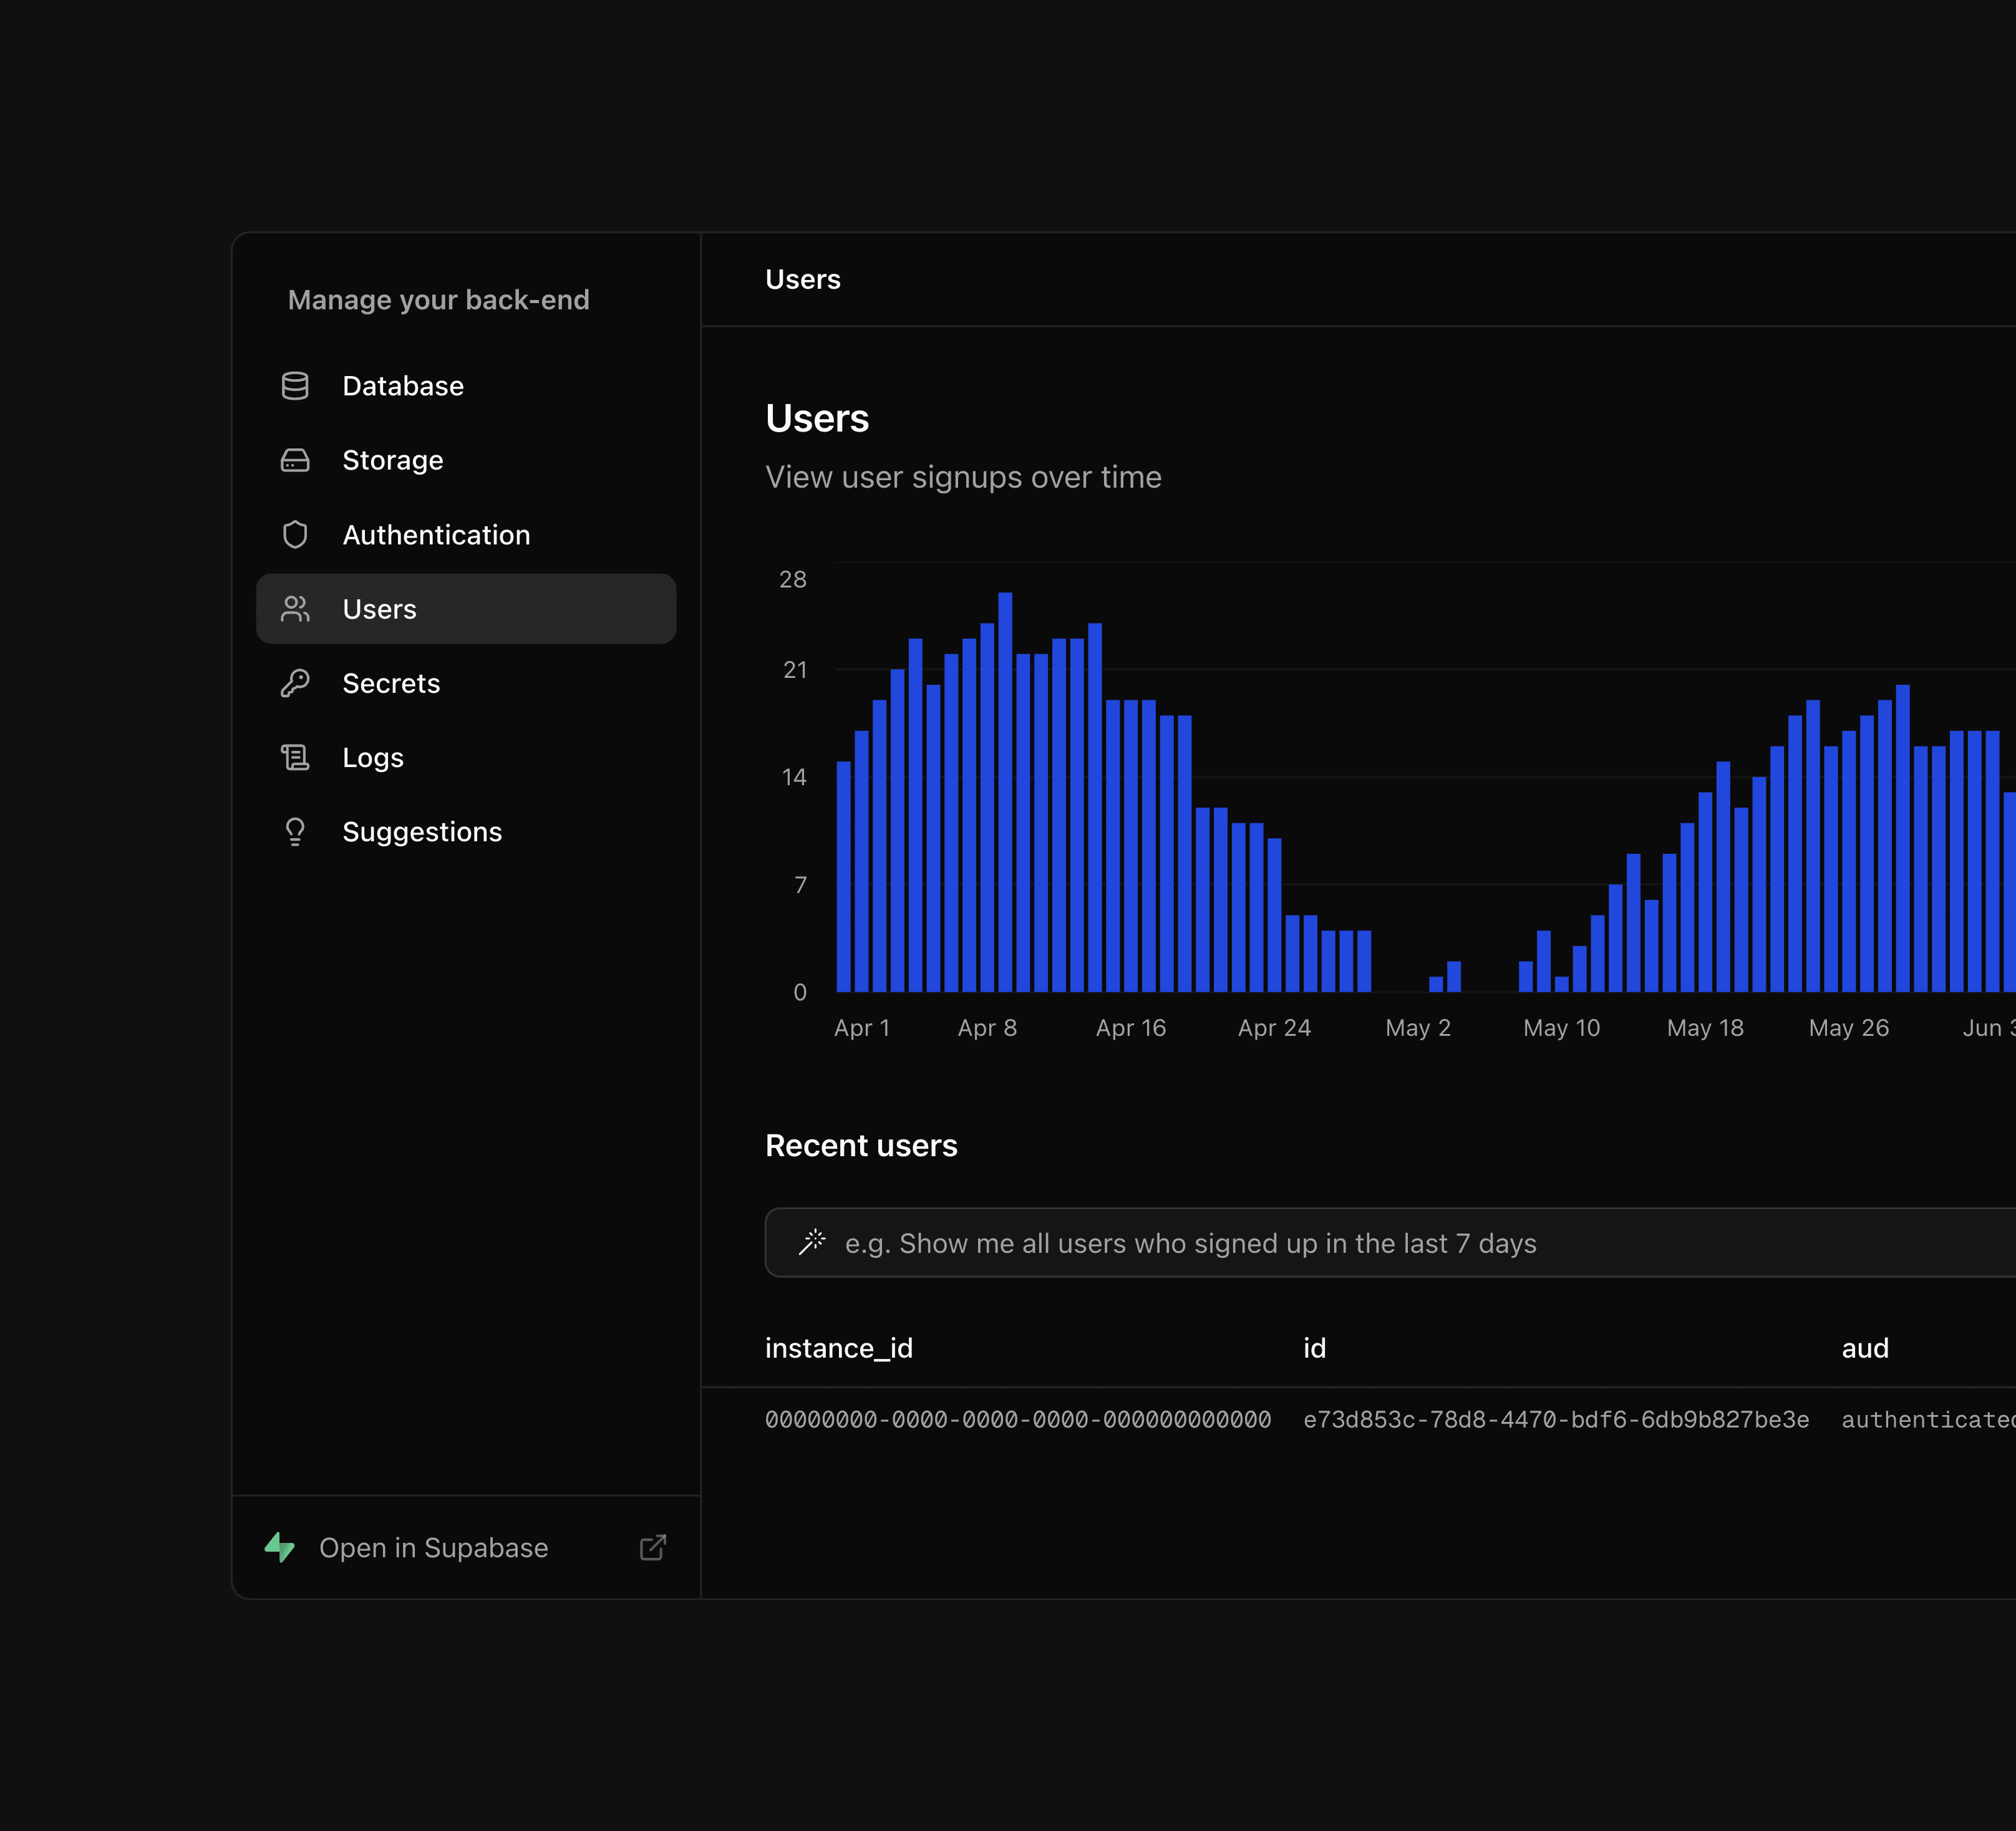 Manage your back-end
Database
Storage
Authentication
Users
Secrets
Logs
Suggestions
Open in Supabase
Users
Users
View user signups over time
28
21
14
7
0
Apr 1 Apr 8 Apr 16 Apr 24 May 2 May 10 May 18 May 26 Jun
Recent users
e.g. Show me all users who signed up in the last 7 days
instance_id id aud
00000000-0000-0000-0000-000000000000 e73d853c-78d8-4470-bdf6-6db9b827be3e authenticated